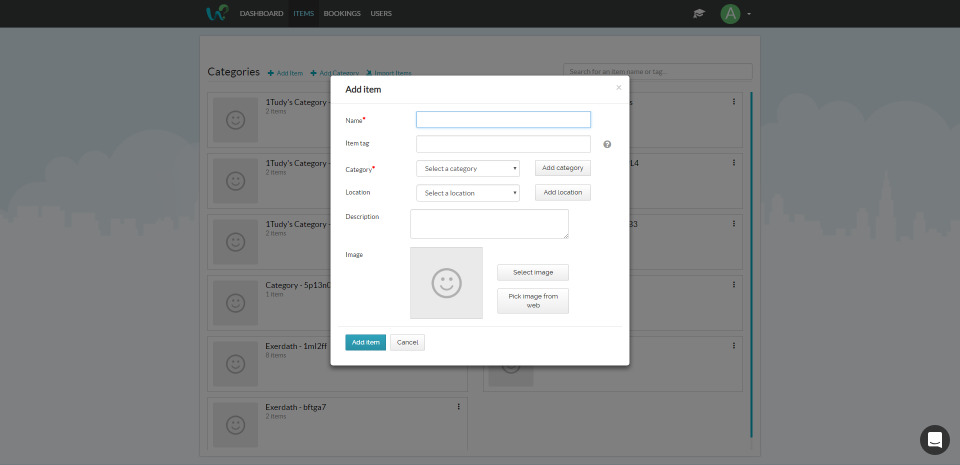 DASHBOARD ITEMS BOOKINGS USERS
A
Categories Add Item Add Category Import Items
Search for an item name or tag...
Add item ×
Name*
Item tag
?
Category* Select a category Add category
Location Select a location Add location
Description
Image
Select image
Pick image from
web
Add item Cancel
1Tudy's Category -
2 items
1Tudy's Category -
2 items
L4
1Tudy's Category -
2 items
33
Category - 5p13n0
1 item
Exerdath - 1ml2ff
8 items
Exerdath - bftga7
2 items